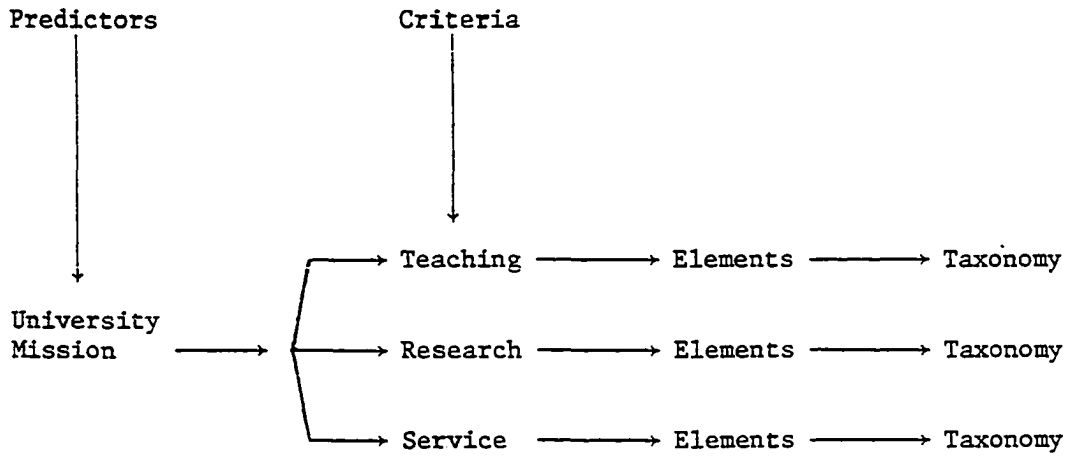 Predictors Criteria
Teaching Elements Taxonomy
University
Mission Research Elements Taxonomy
Service Elements Taxonomy